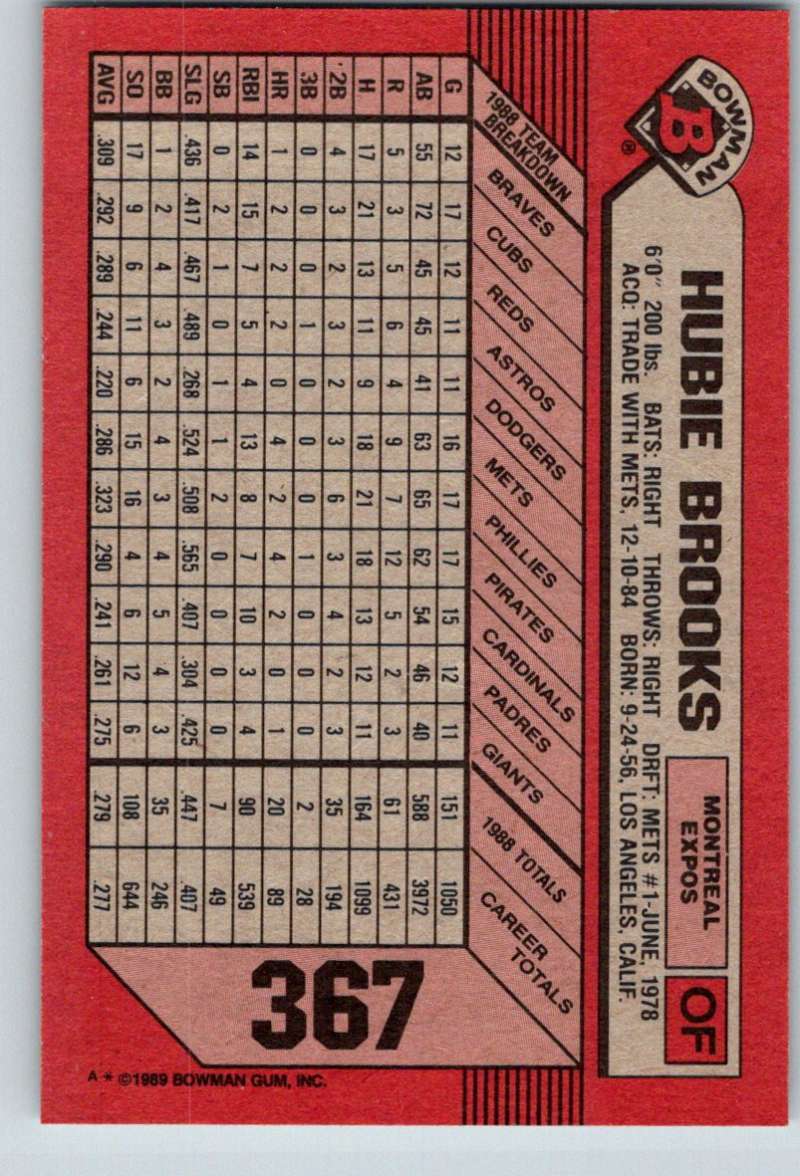 BOWMAN
B
®
HUBIE BROOKS
MONTREAL
EXPOS
OF
6'0" 200 lbs. BATS: RIGHT THROWS: RIGHT DRFT: METS #1-JUNE, 1978
ACQ: TRADE WITH METS, 12-10-84 BORN: 9-24-56, LOS ANGELES, CALIF.
1988 TEAM
BREAKDOWN
BRAVES
CUBS
REDS
ASTROS
DODGERS
METS
PHILLIES
PIRATES
CARDINALS
PADRES
GIANTS
1988 TOTALS
CAREER
TOTALS
G 12 17 12 11 11 16 17 17 15 12 11 151 1050
AB 55 72 45 45 41 63 65 62 54 46 40 588 3972
R 5 3 5 6 4 9 7 12 5 2 3 61 431
H 17 21 13 11 9 18 21 18 13 12 11 164 1099
2B 4 3 2 3 2 3 6 3 4 2 3 35 194
3B 0 0 0 1 0 0 0 1 0 0 0 2 28
HR 1 2 2 2 0 4 2 4 2 0 1 20 89
RBI 14 15 7 5 4 13 8 7 10 3 4 90 539
SB 0 2 1 0 1 1 2 0 0 0 0 7 49
SLG .436 .417 .467 .489 .268 .524 .508 .565 .407 .304 .425 .447 .407
BB 1 2 4 3 2 4 3 4 5 4 3 35 246
SO 17 9 6 11 6 15 16 4 6 12 6 108 644
AVG .309 .292 .289 .244 .220 .286 .323 .290 .241 .261 .275 .279 .277
367
A * ©1989 BOWMAN GUM, INC.